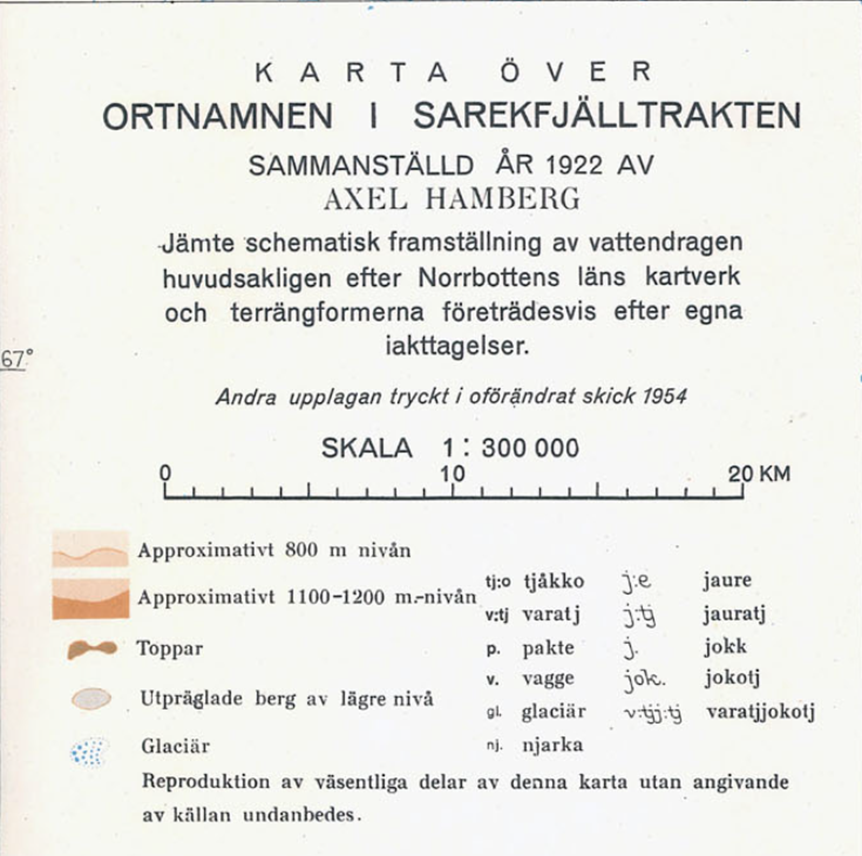 KARTA ÖVER
ORTNAMNEN I SAREKFJÄLLTRAKTEN
SAMMANSTÄLLD ÅR 1922 AV
AXEL HAMBERG
Jämte schematisk framställning av vattendragen
huvudsakligen efter Norrbottens läns kartverk
och terrängformerna företrädesvis efter egna
iakttagelser.
67°
Andra upplagan tryckt i oförändrat skick 1954
SKALA 1:300 000
0 10 20 KM
Approximativt 800 m nivån
Approximativt 1100-1200 m.-nivån
Toppar
Utpräglade berg av lägre nivå
Glaciär
tj:o tjåkko
v:tj varatj
p. pakte
v. vagge
gl. glaciär
nj. njarka
j:e jaure
j:tj jauratj
j. jokk
jok. jokotj
v:tjj:tj varatjjokotj
Reproduktion av väsentliga delar av denna karta utan angivande
av källan undanbedes.